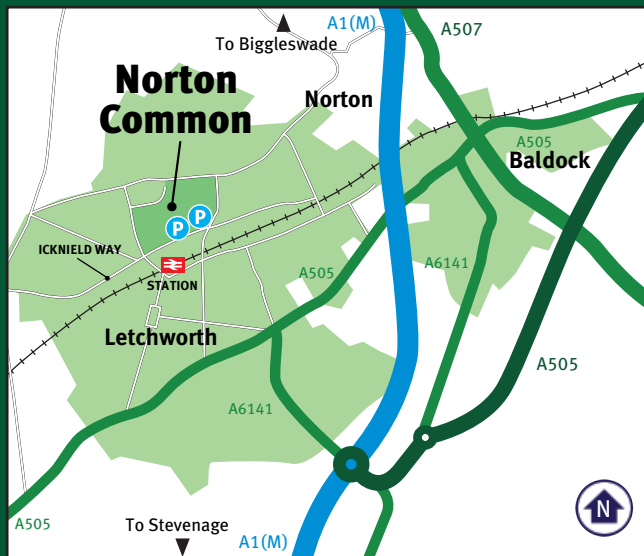 A1(M)
A507
To Biggleswade
Norton
Common
Norton
A505
Baldock
P
P
ICKNIELD WAY
STATION
A505
A6141
Letchworth
A505
A6141
A505
To Stevenage
A1(M)
N